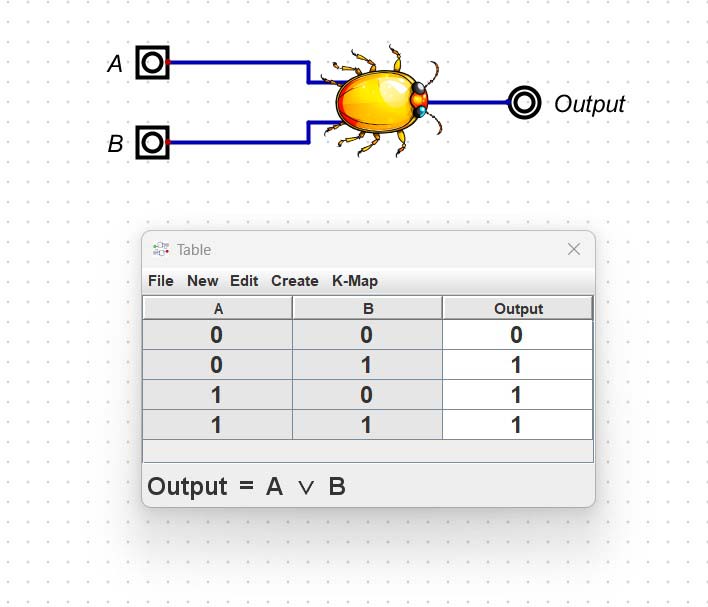 A
B
Output
Table
File New Edit Create K-Map
A B Output
0 0 0
0 1 1
1 0 1
1 1 1
Output = A ∨ B